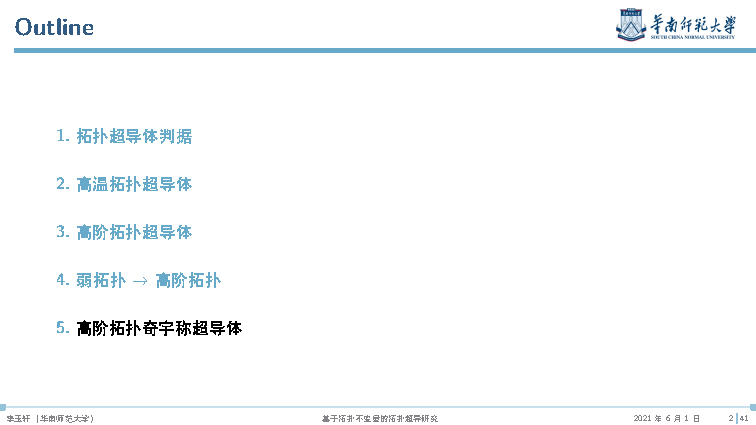 Outline
华南师范大学
SOUTH CHINA NORMAL UNIVERSITY
1. 拓扑超导体判据
2. 高温拓扑超导体
3. 高阶拓扑超导体
4. 弱拓扑 → 高阶拓扑
5. 高阶拓扑奇宇称超导体
李玉轩 (华南师范大学) 基于拓扑不变量的拓扑超导研究 2021 年 6 月 1 日 2 41